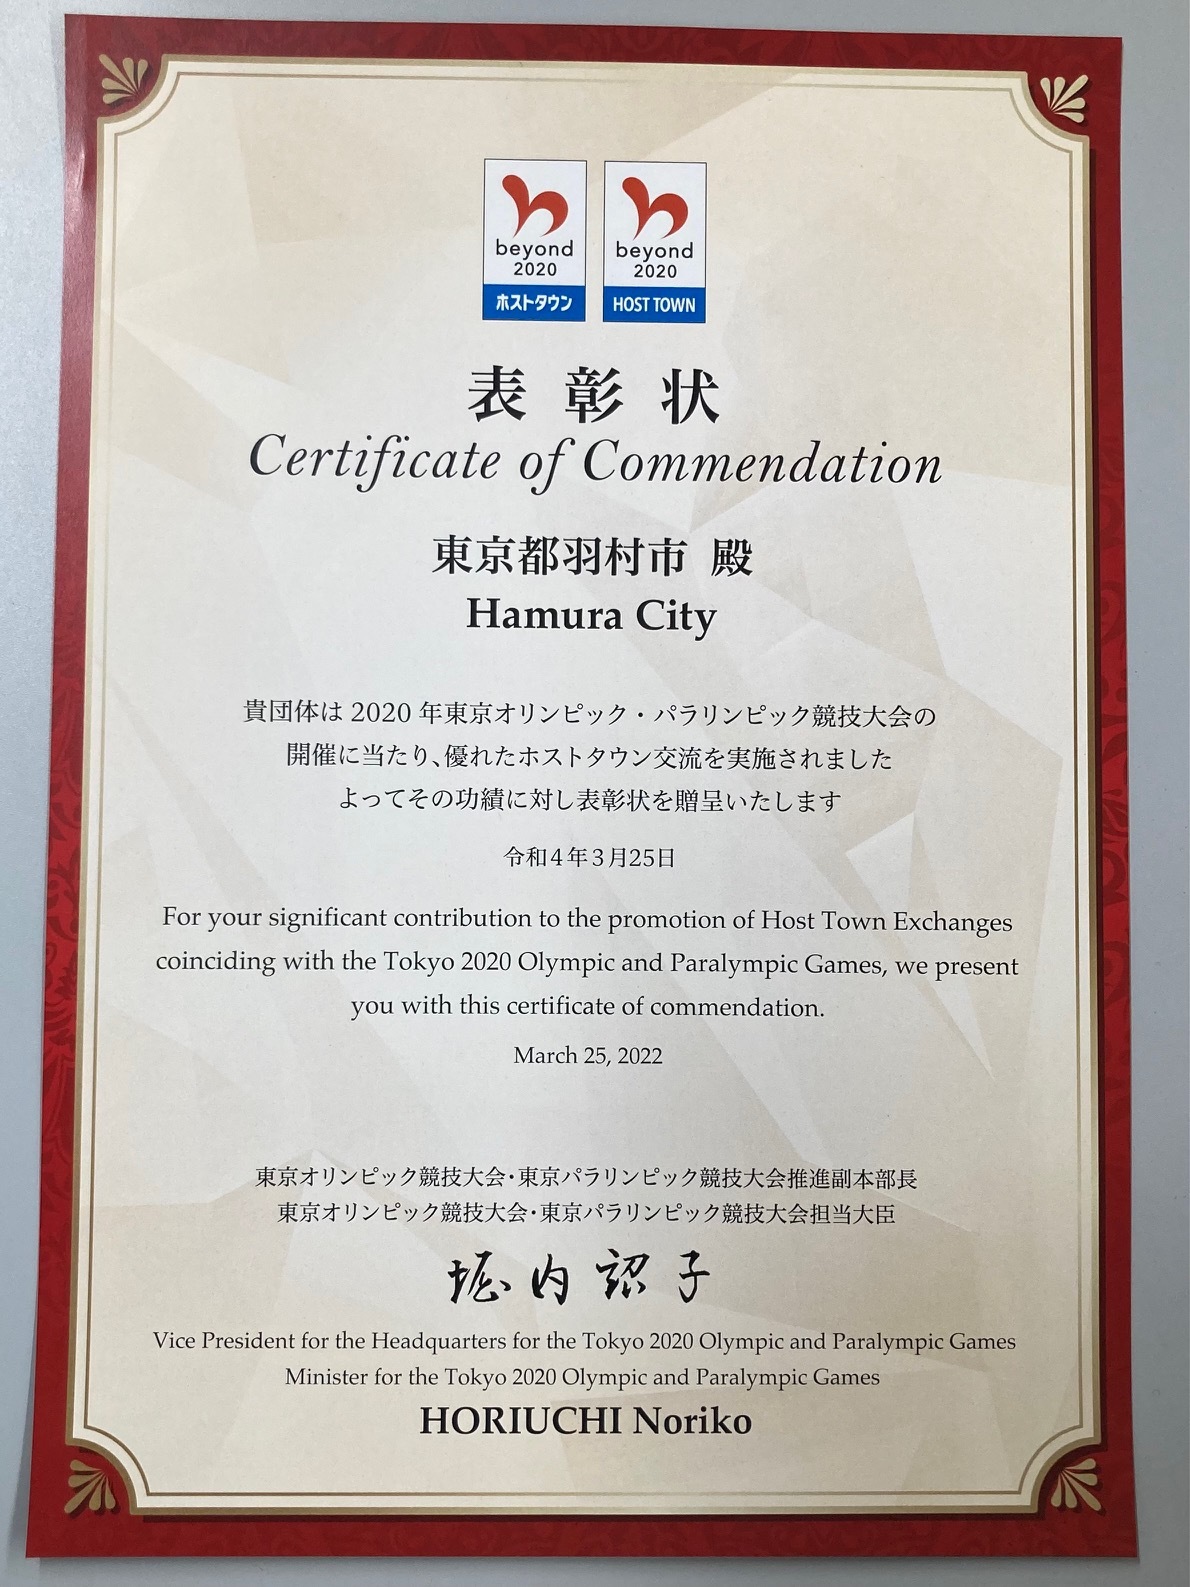 beyond
2020
ホストタウン
beyond
2020
HOST TOWN
表彰状
Certificate of Commendation
東京都羽村市 殿
Hamura City
貴団体は2020年東京オリンピック・パラリンピック競技大会の
開催に当たり､優れたホストタウン交流を実施されました
よってその功績に対し表彰状を贈呈いたします
令和4年3月25日
For your significant contribution to the promotion of Host Town Exchanges
coinciding with the Tokyo 2020 Olympic and Paralympic Games, we present
you with this certificate of commendation.
March 25, 2022
東京オリンピック競技大会・東京パラリンピック競技大会推進副本部長
東京オリンピック競技大会・東京パラリンピック競技大会担当大臣
堀内詔子
Vice President for the Headquarters for the Tokyo 2020 Olympic and Paralympic Games
Minister for the Tokyo 2020 Olympic and Paralympic Games
HORIUCHI Noriko